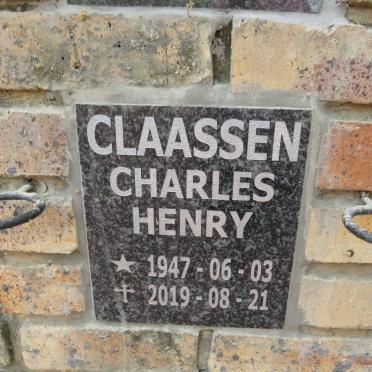 CLAASSEN
CHARLES
HENRY
★ 1947 - 06 - 03
✝ 2019 - 08 - 21